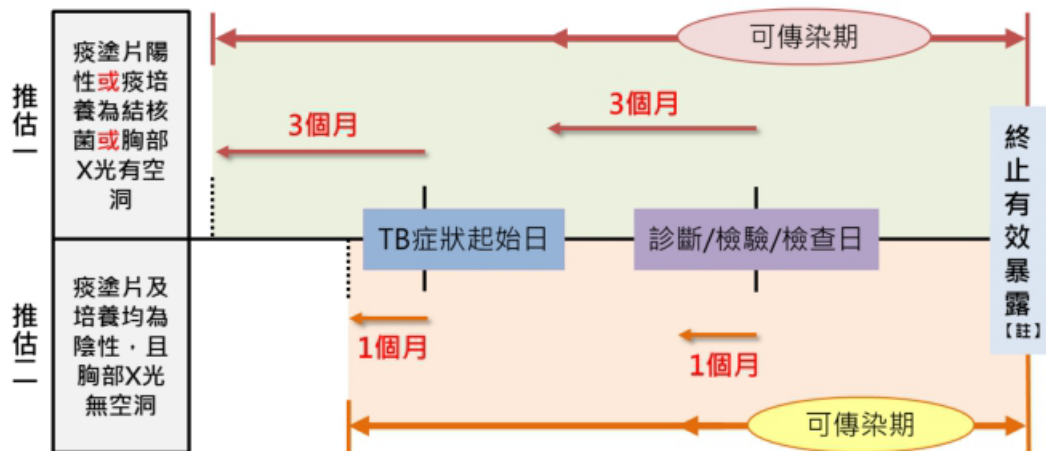 推估一
痰塗片陽
性或痰培
養為結核
菌或胸部
X光有空
洞
可傳染期
3個月
3個月
TB症狀起始日
診斷/檢驗/檢查日
終止有效暴露
【註】
推估二
痰塗片及
培養均為
陰性，且
胸部X光
無空洞
1個月
1個月
可傳染期